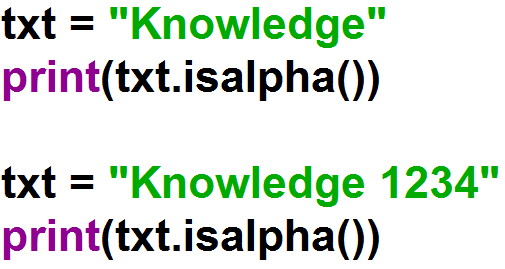 txt = "Knowledge"
print(txt.isalpha())
txt = "Knowledge 1234"
print(txt.isalpha())